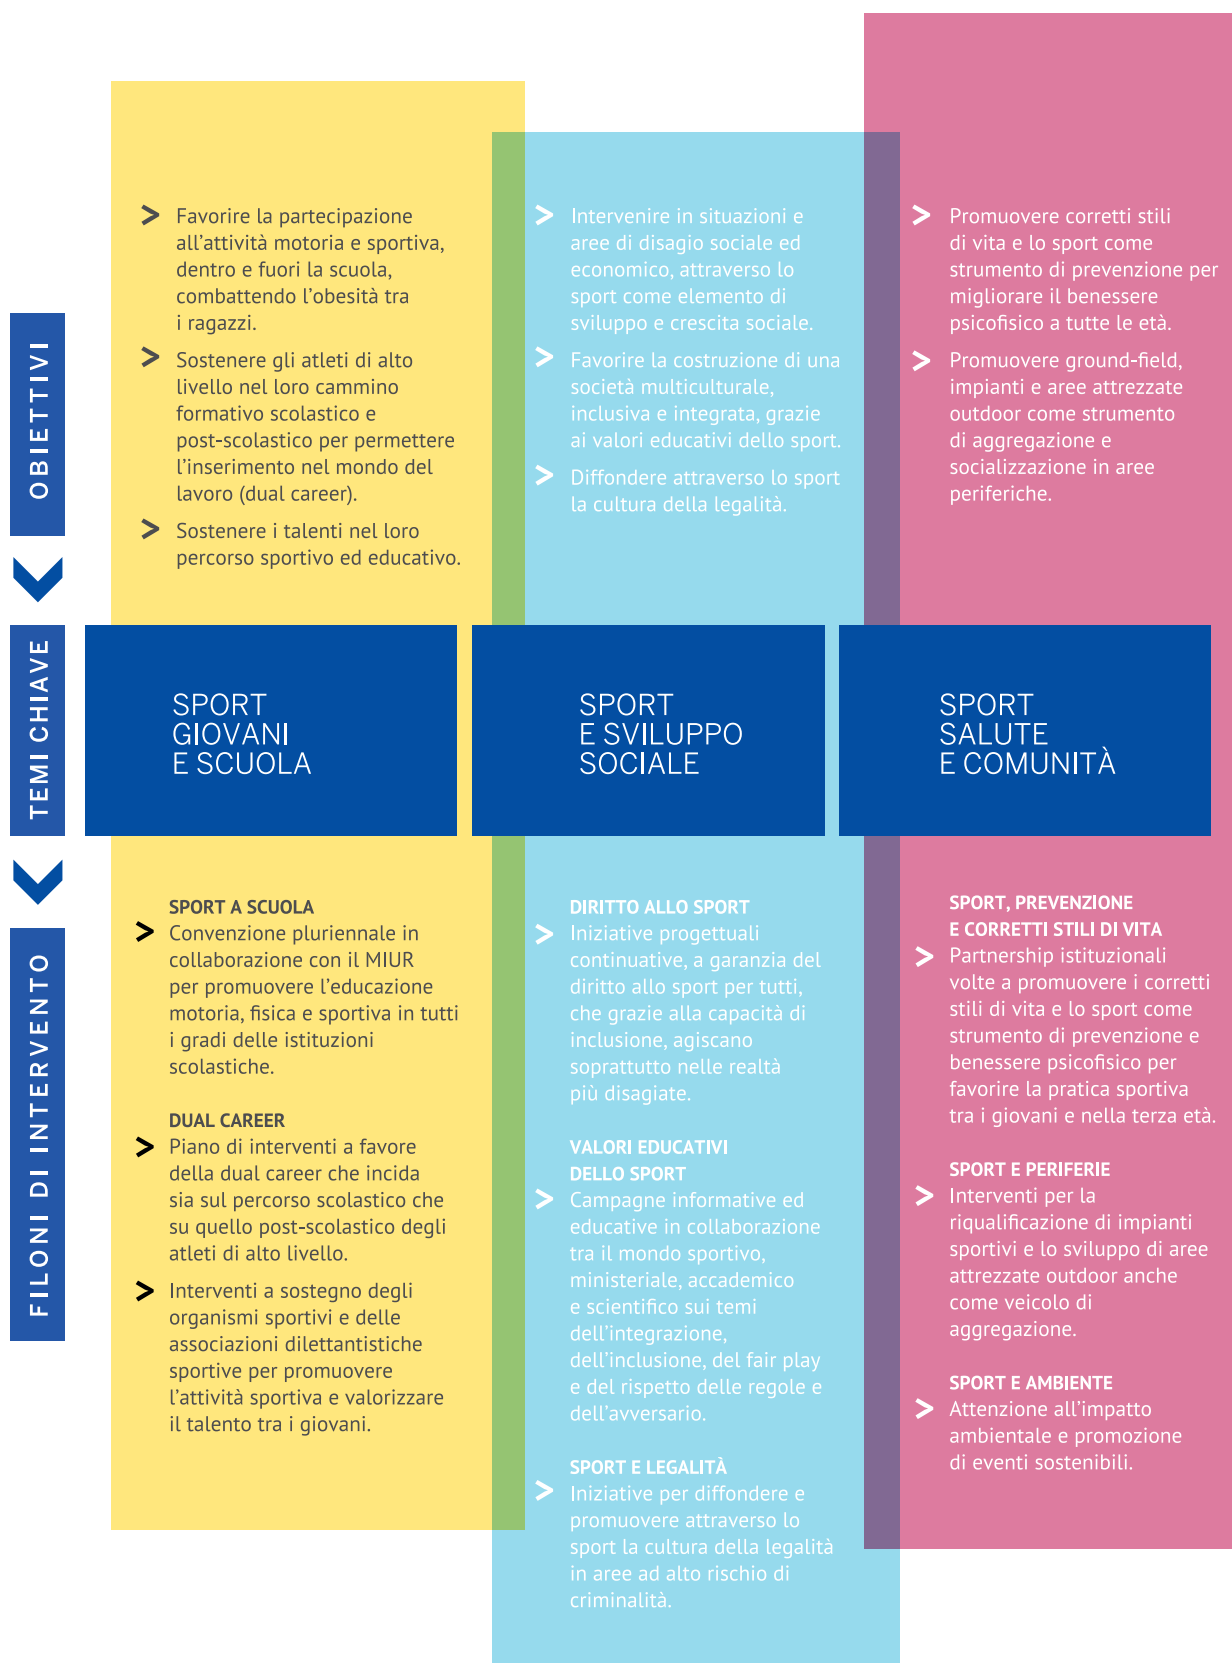 OBIETTIVI
Favorire la partecipazione
all'attività motoria e sportiva,
dentro e fuori la scuola,
combattendo l'obesità tra
i ragazzi.
Sostenere gli atleti di alto
livello nel loro cammino
formativo scolastico e
post-scolastico per permettere
l'inserimento nel mondo del
lavoro (dual career).
Sostenere i talenti nel loro
percorso sportivo ed educativo.
Intervenire in situazioni e
aree di disagio sociale ed
economico, attraverso lo
sport come elemento di
sviluppo e crescita sociale.
Favorire la costruzione di una
società multiculturale,
inclusiva e integrata, grazie
ai valori educativi dello sport.
Diffondere attraverso lo sport
la cultura della legalità.
Promuovere corretti stili
di vita e lo sport come
strumento di prevenzione per
migliorare il benessere
psicofisico a tutte le età.
Promuovere ground-field,
impianti e aree attrezzate
outdoor come strumento
di aggregazione e
socializzazione in aree
periferiche.
TEMI CHIAVE
SPORT
GIOVANI
E SCUOLA
SPORT
E SVILUPPO
SOCIALE
SPORT
SALUTE
E COMUNITÀ
FILONI DI INTERVENTO
SPORT A SCUOLA
Convenzione pluriennale in
collaborazione con il MIUR
per promuovere l'educazione
motoria, fisica e sportiva in tutti
i gradi delle istituzioni
scolastiche.
DUAL CAREER
Piano di interventi a favore
della dual career che incida
sia sul percorso scolastico che
su quello post-scolastico degli
atleti di alto livello.
Interventi a sostegno degli
organismi sportivi e delle
associazioni dilettantistiche
sportive per promuovere
l'attività sportiva e valorizzare
il talento tra i giovani.
DIRITTO ALLO SPORT
Iniziative progettuali
continuative, a garanzia del
diritto allo sport per tutti,
che grazie alla capacità di
inclusione, agiscano
soprattutto nelle realtà
più disagiate.
VALORI EDUCATIVI
DELLO SPORT
Campagne informative ed
educative in collaborazione
tra il mondo sportivo,
ministeriale, accademico
e scientifico sui temi
dell'integrazione,
dell'inclusione, del fair play
e del rispetto delle regole e
dell'avversario.
SPORT E LEGALITÀ
Iniziative per diffondere e
promuovere attraverso lo
sport la cultura della legalità
in aree ad alto rischio di
criminalità.
SPORT, PREVENZIONE
E CORRETTI STILI DI VITA
Partnership istituzionali
volte a promuovere i corretti
stili di vita e lo sport come
strumento di prevenzione e
benessere psicofisico per
favorire la pratica sportiva
tra i giovani e nella terza età.
SPORT E PERIFERIE
Interventi per la
riqualificazione di impianti
sportivi e lo sviluppo di aree
attrezzate outdoor anche
come veicolo di
aggregazione.
SPORT E AMBIENTE
Attenzione all'impatto
ambientale e promozione
di eventi sostenibili.